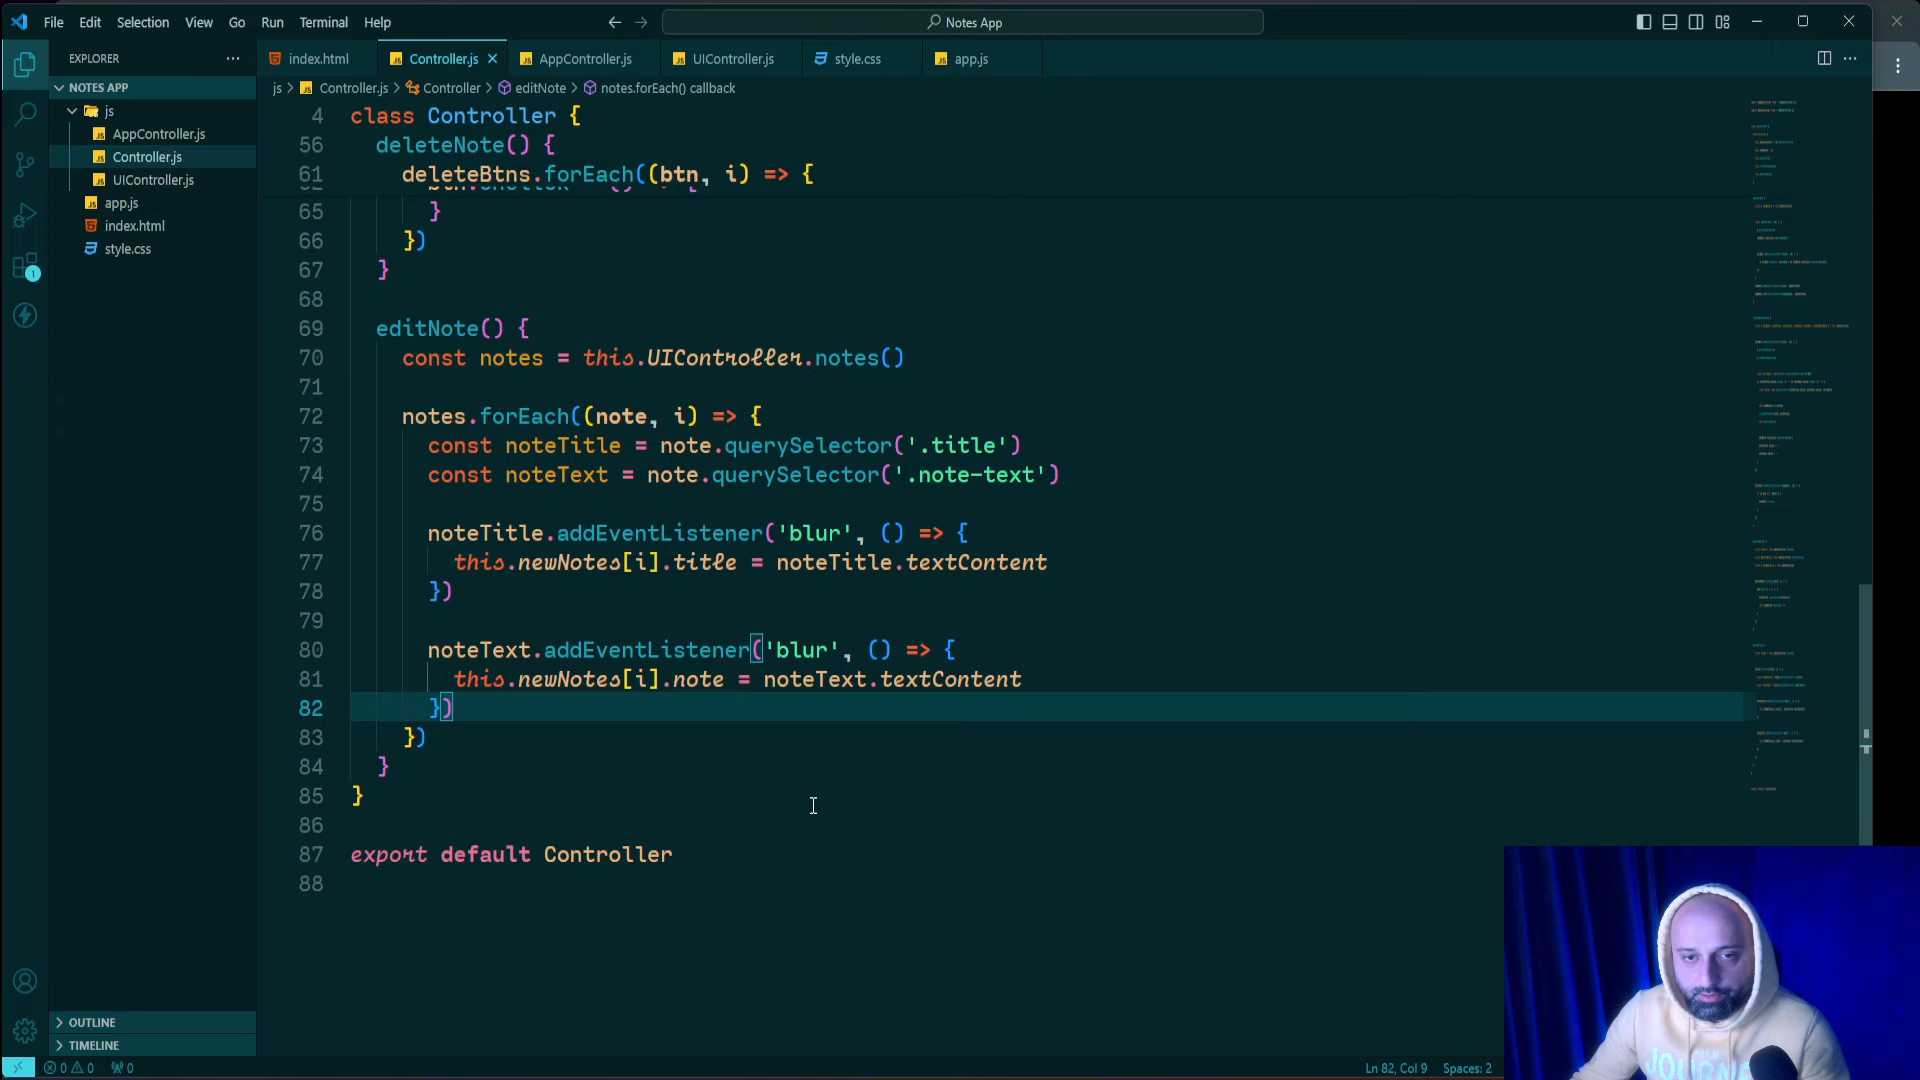 File Edit Selection View Go Run Terminal Help
Notes App
EXPLORER
index.html Controller.js AppController.js UIController.js style.css app.js
NOTES APP
js
AppController.js
Controller.js
UIController.js
app.js
index.html
style.css
js > Controller.js > Controller > editNote > notes.forEach() callback
4 class Controller {
56 deleteNote() {
61 deleteBtns.forEach((btn, i) => {
65 }
66 })
67 }
68
69 editNote() {
70 const notes = this.UIController.notes()
71
72 notes.forEach((note, i) => {
73 const noteTitle = note.querySelector('.title')
74 const noteText = note.querySelector('.note-text')
75
76 noteTitle.addEventListener('blur', () => {
77 this.newNotes[i].title = noteTitle.textContent
78 })
79
80 noteText.addEventListener('blur', () => {
81 this.newNotes[i].note = noteText.textContent
82 })
83 })
84 }
85 }
86
87 export default Controller
88
1
OUTLINE
TIMELINE
0 0 0
Ln 82, Col 9 Spaces: 2